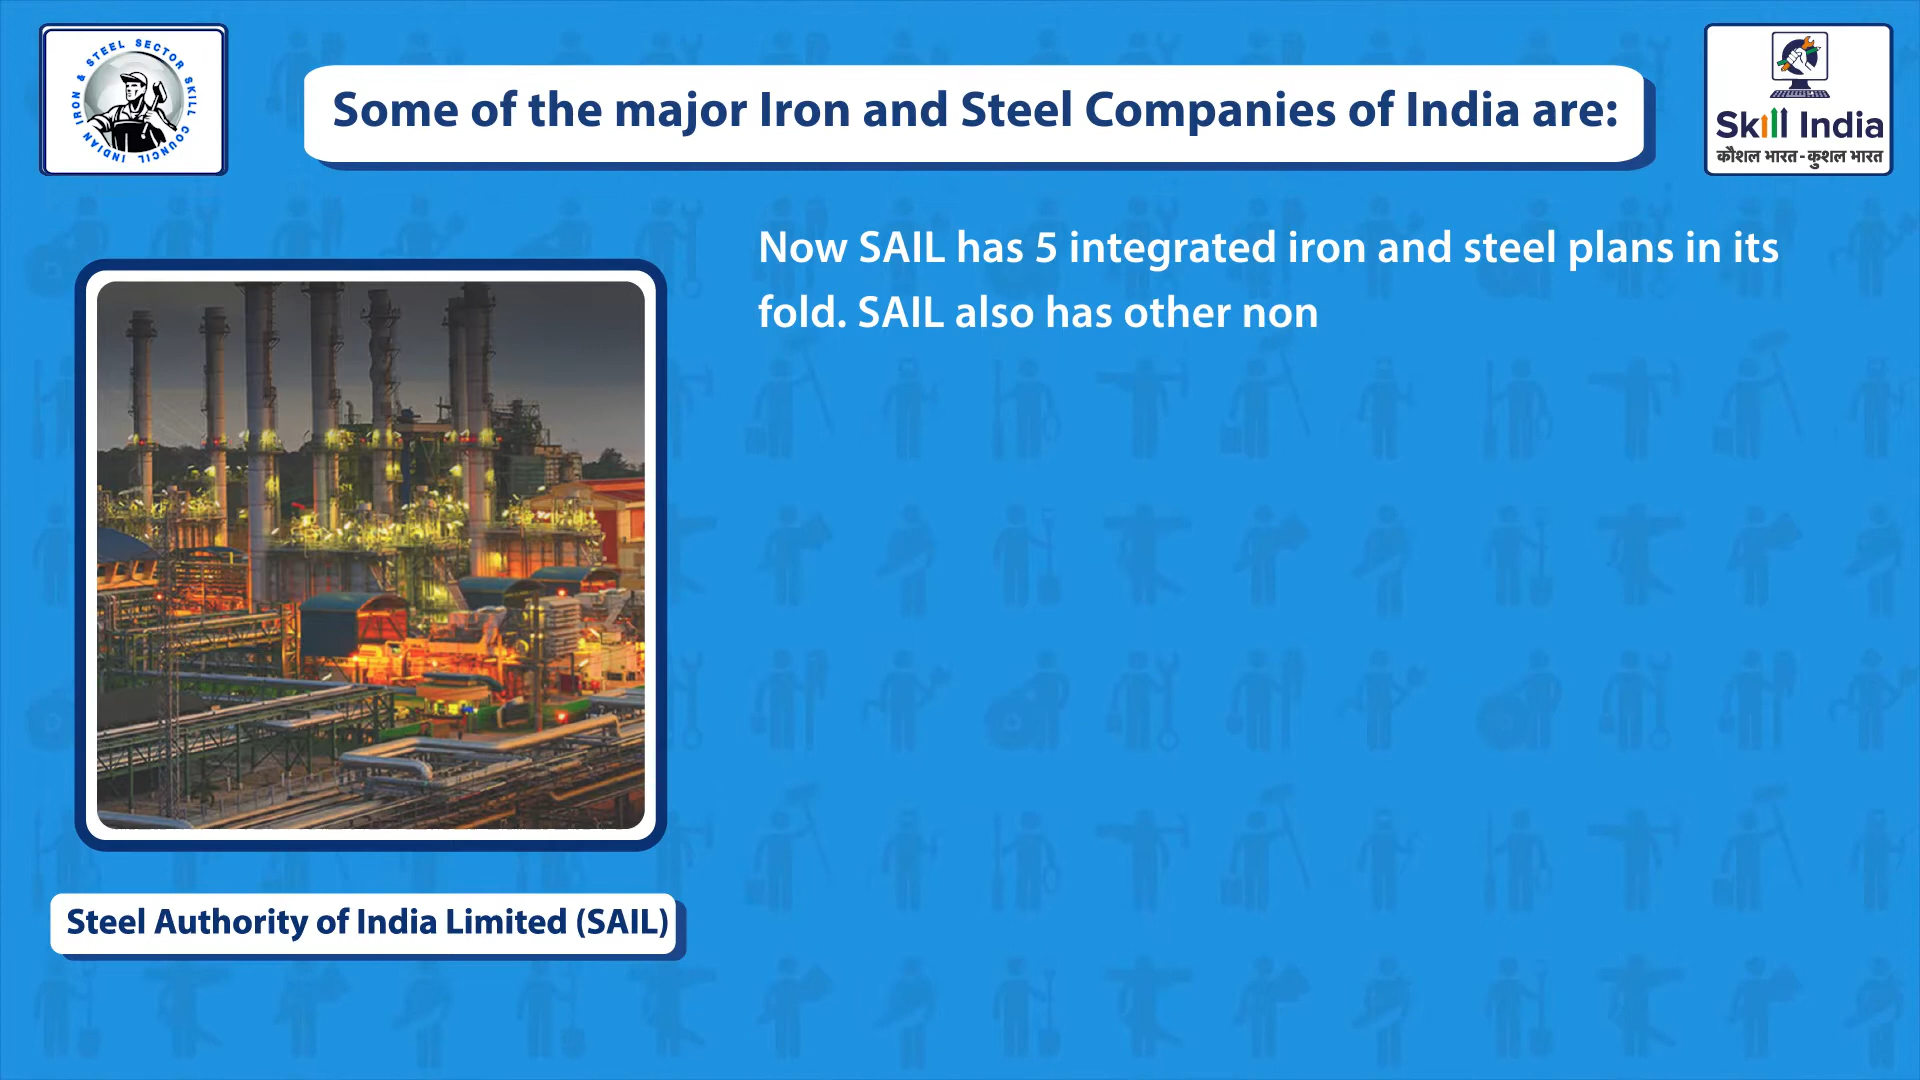 INDIAN IRON & STEEL SECTOR SKILL COUNCIL
Some of the major Iron and Steel Companies of India are:
Skill India
कौशल भारत - कुशल भारत
Now SAIL has 5 integrated iron and steel plans in its
fold. SAIL also has other non
Steel Authority of India Limited (SAIL)